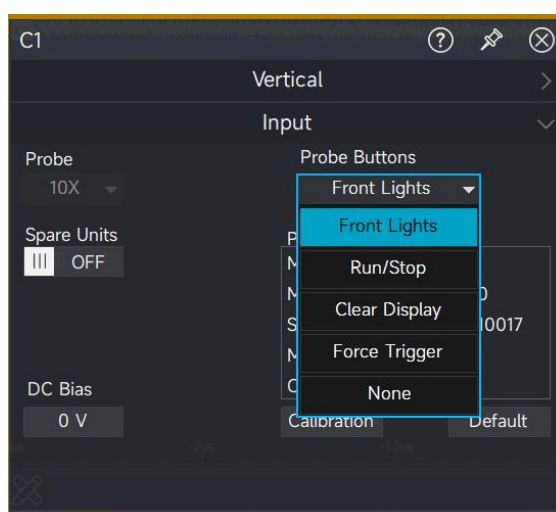 C1
Vertical
Input
Probe
Probe Buttons
10X
Front Lights
Spare Units
OFF
Front Lights
Run/Stop
Clear Display
10017
Force Trigger
DC Bias
None
0 V
Calibration
Default